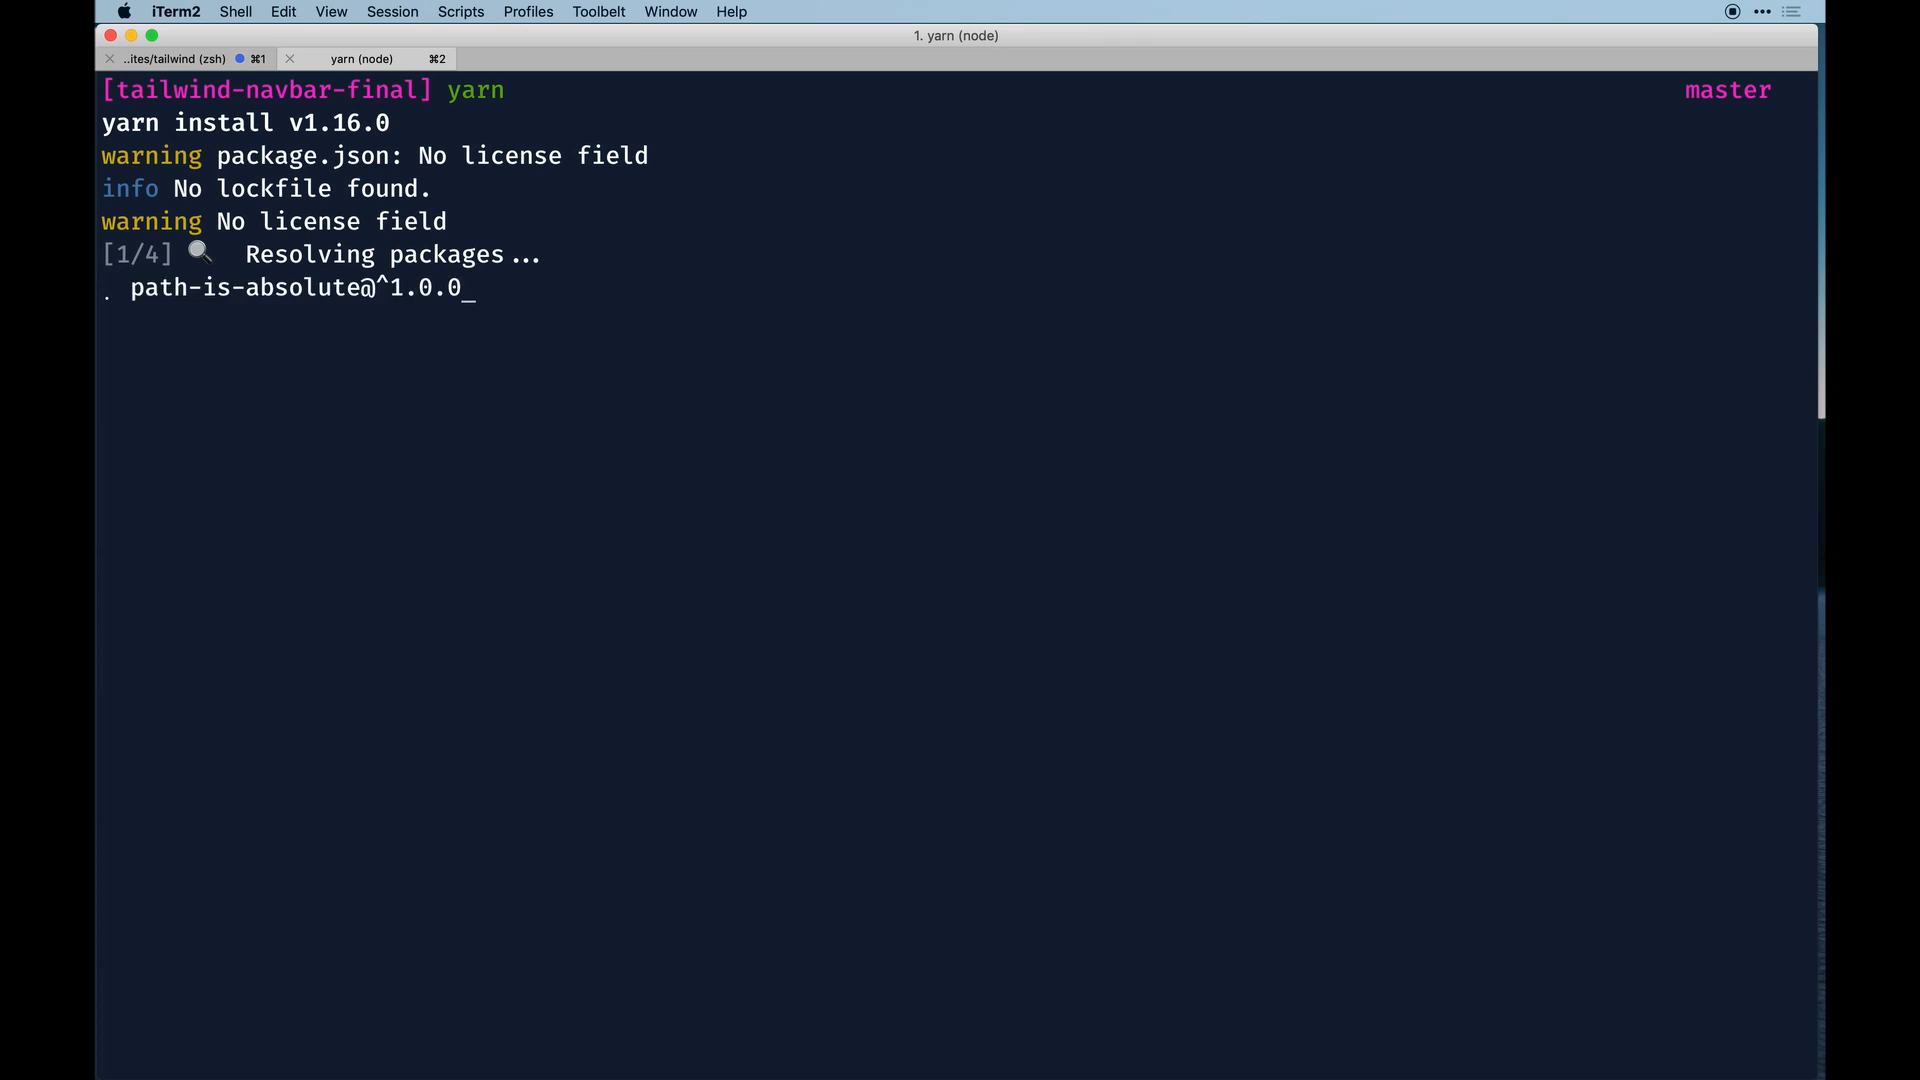 iTerm2 Shell Edit View Session Scripts Profiles Toolbelt Window Help
1. yarn (node)
..ites/tailwind (zsh) ⌘1 yarn (node) ⌘2
[tailwind-navbar-final] yarn master
yarn install v1.16.0
warning package.json: No license field
info No lockfile found.
warning No license field
[1/4] 🔍 Resolving packages...
. path-is-absolute@^1.0.0_